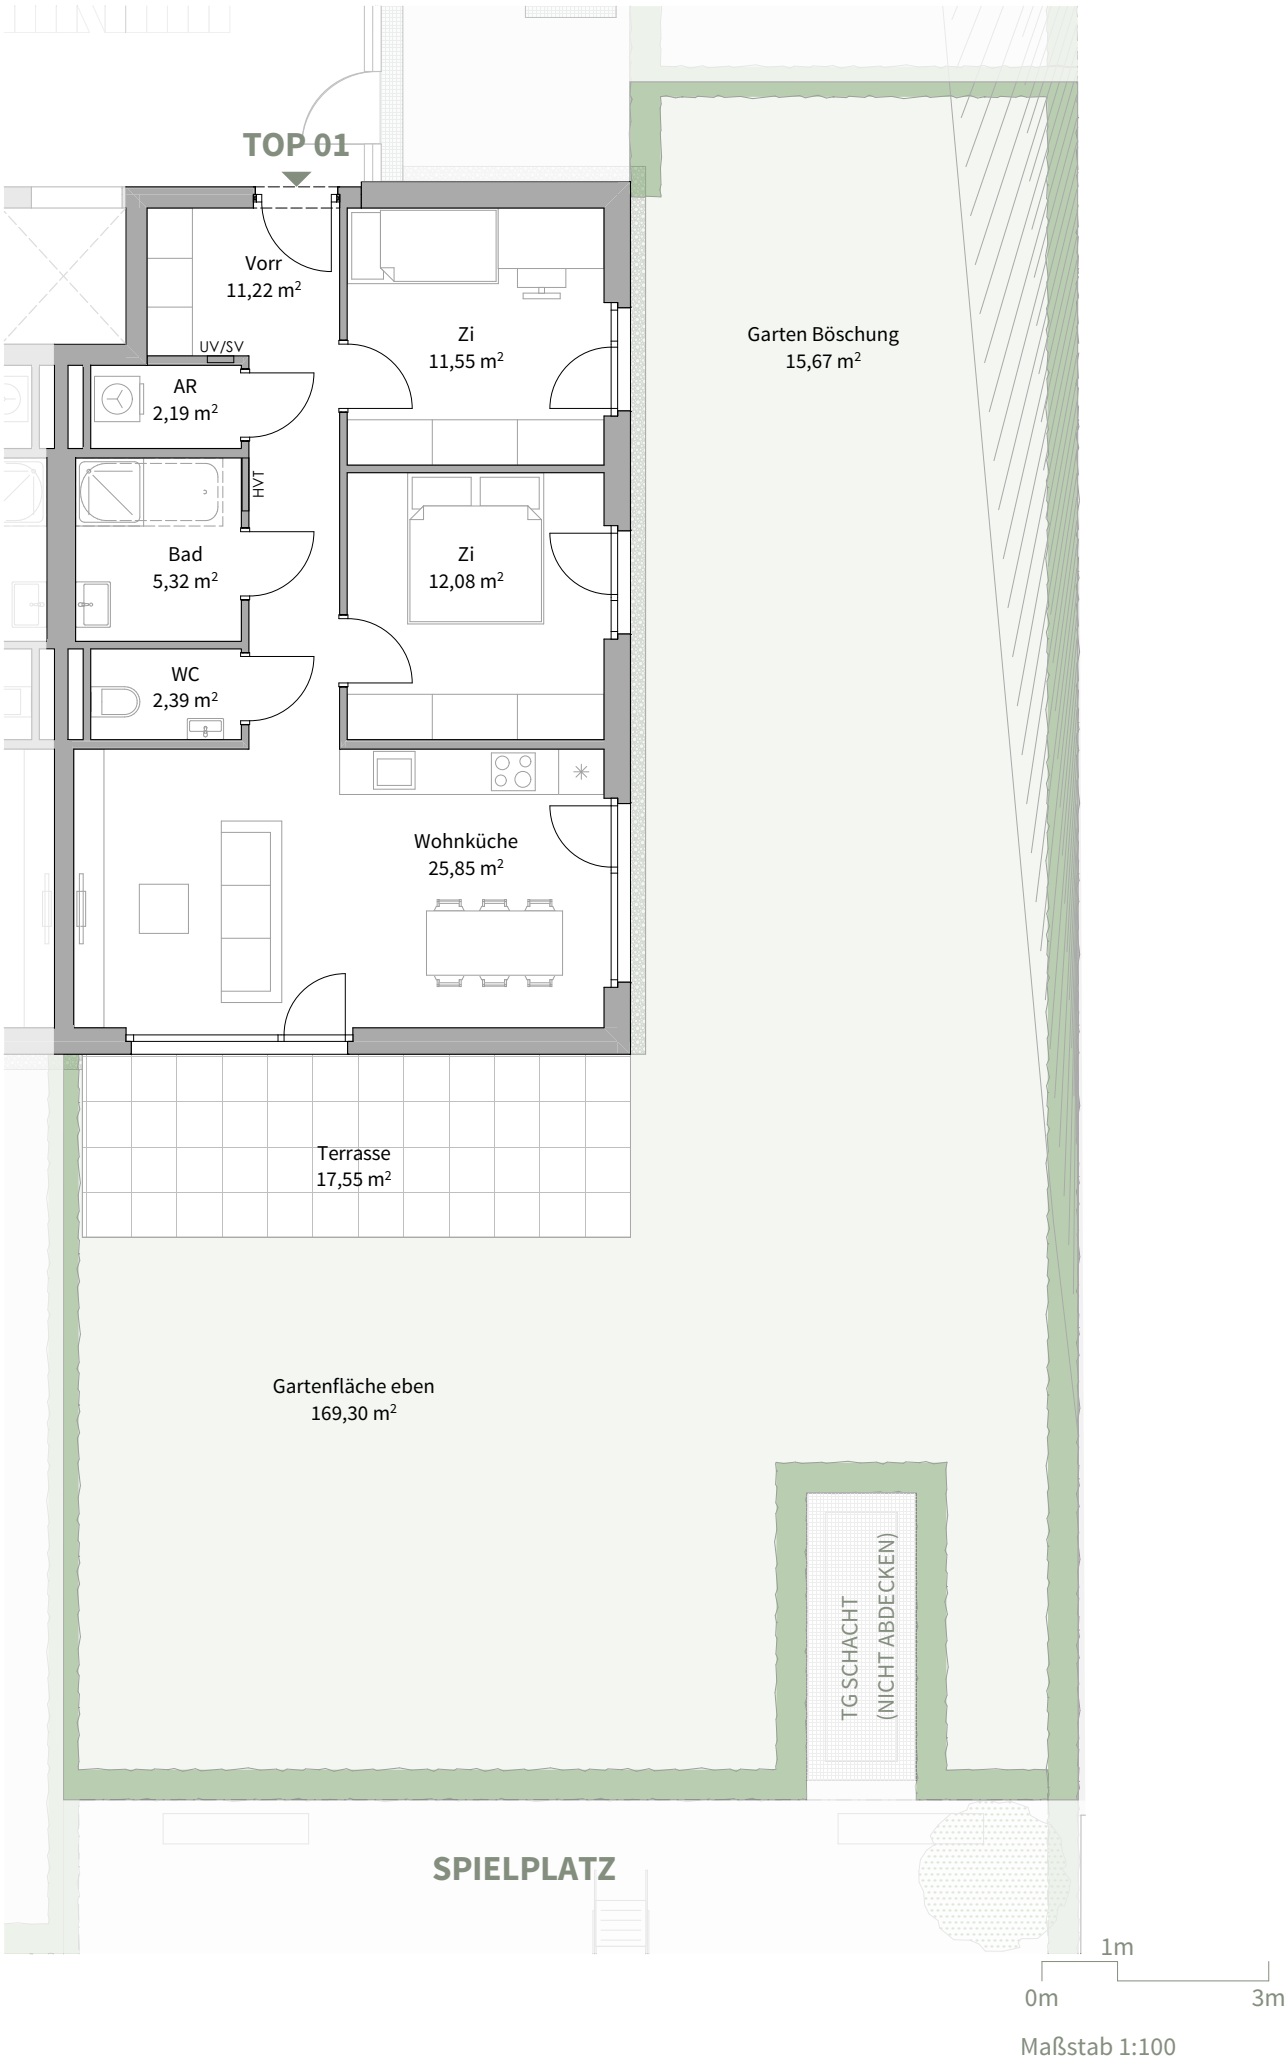 TOP 01
Vorr
11,22 m²
Zi
11,55 m²
Garten Böschung
15,67 m²
UV/SV
AR
2,19 m²
HVT
Bad
5,32 m²
Zi
12,08 m²
WC
2,39 m²
Wohnküche
25,85 m²
Terrasse
17,55 m²
Gartenfläche eben
169,30 m²
TG SCHACHT
(NICHT ABDECKEN)
SPIELPLATZ
1m
0m
3m
Maßstab 1:100